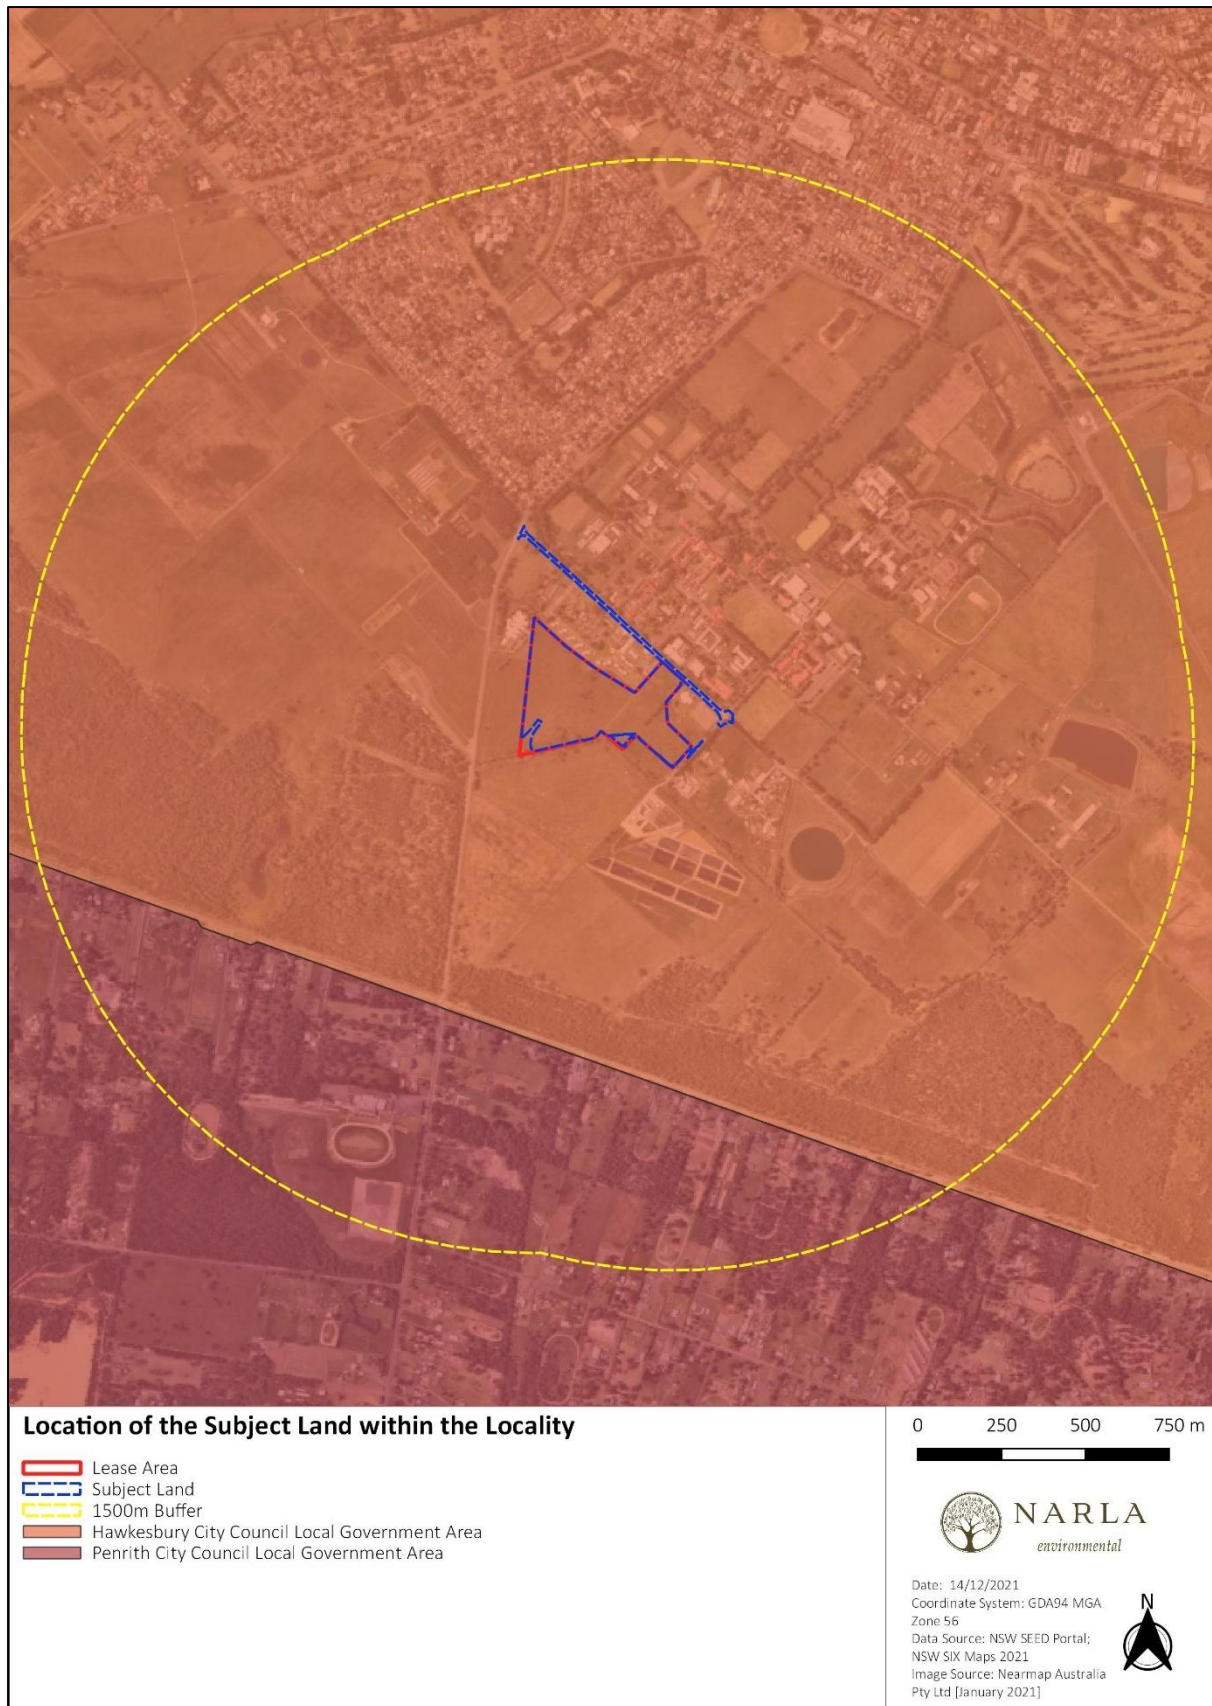 Location of the Subject Land within the Locality
Lease Area
Subject Land
1500m Buffer
Hawkesbury City Council Local Government Area
Penrith City Council Local Government Area
0 250 500 750 m
NARLA
environmental
Date: 14/12/2021
Coordinate System: GDA94 MGA
Zone 56
Data Source: NSW SEED Portal;
NSW SIX Maps 2021
Image Source: Nearmap Australia
Pty Ltd [January 2021]
N